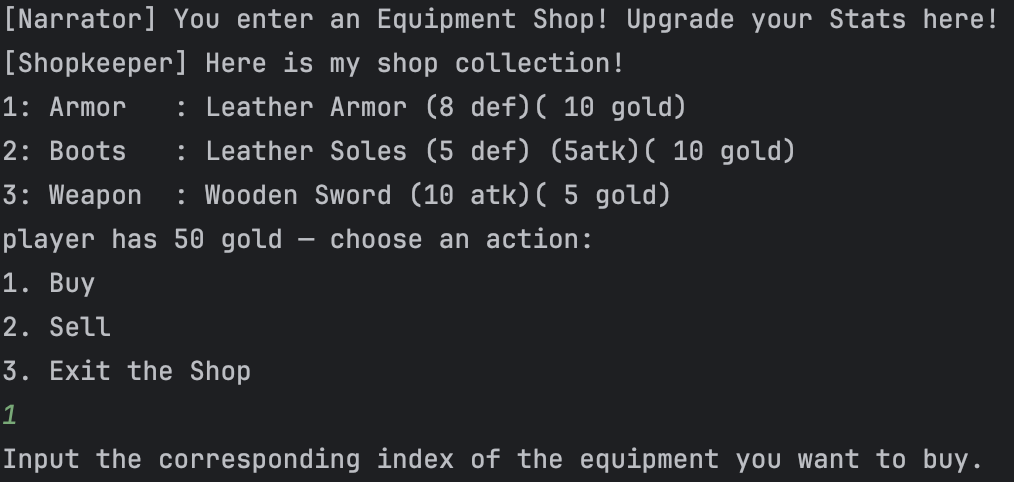 [Narrator] You enter an Equipment Shop! Upgrade your Stats here!
[Shopkeeper] Here is my shop collection!
1: Armor   : Leather Armor (8 def)( 10 gold)
2: Boots   : Leather Soles (5 def) (5atk)( 10 gold)
3: Weapon  : Wooden Sword (10 atk)( 5 gold)
player has 50 gold — choose an action:
1. Buy
2. Sell
3. Exit the Shop
1
Input the corresponding index of the equipment you want to buy.